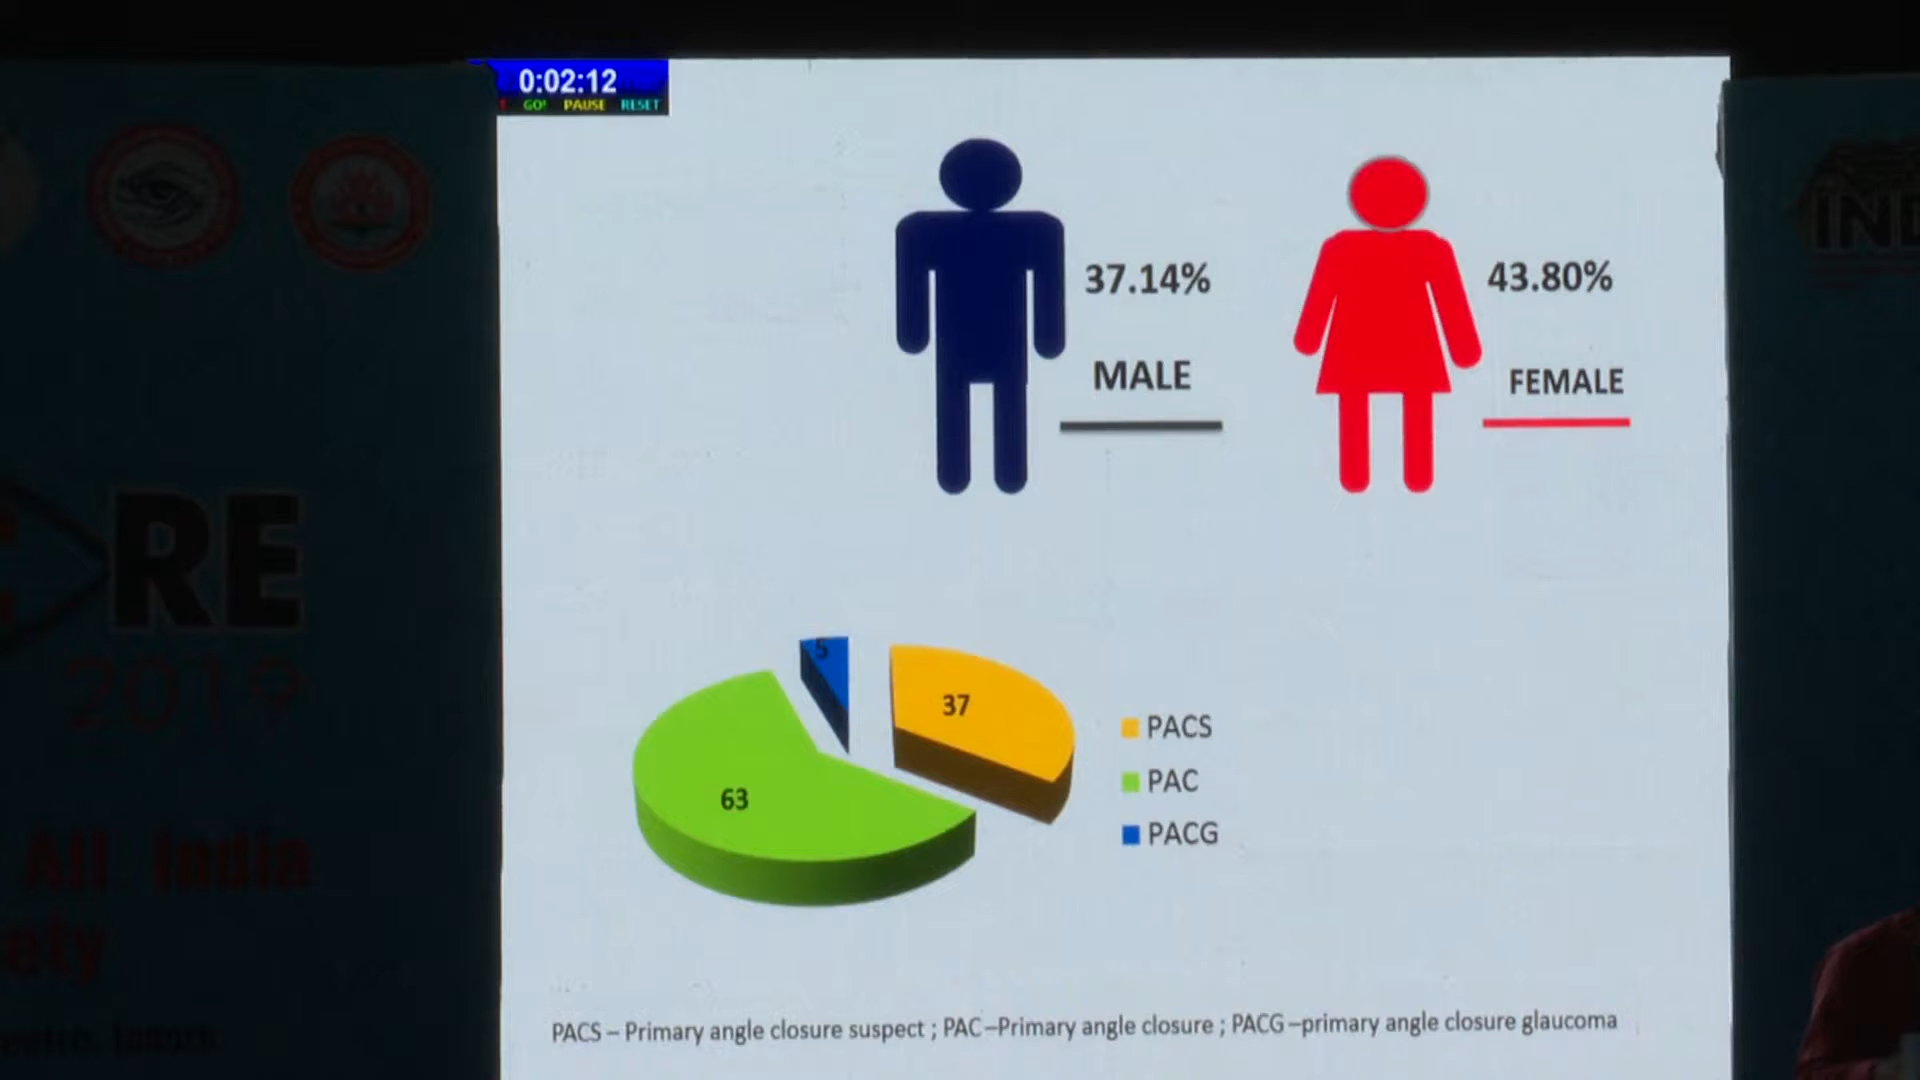 0:02:12
GO! PAUSE RESET
37.14%
43.80%
MALE
FEMALE
5
37
63
PACS
PAC
PACG
PACS – Primary angle closure suspect ; PAC –Primary angle closure ; PACG –primary angle closure glaucoma
RE
2019
All India
ety
IND